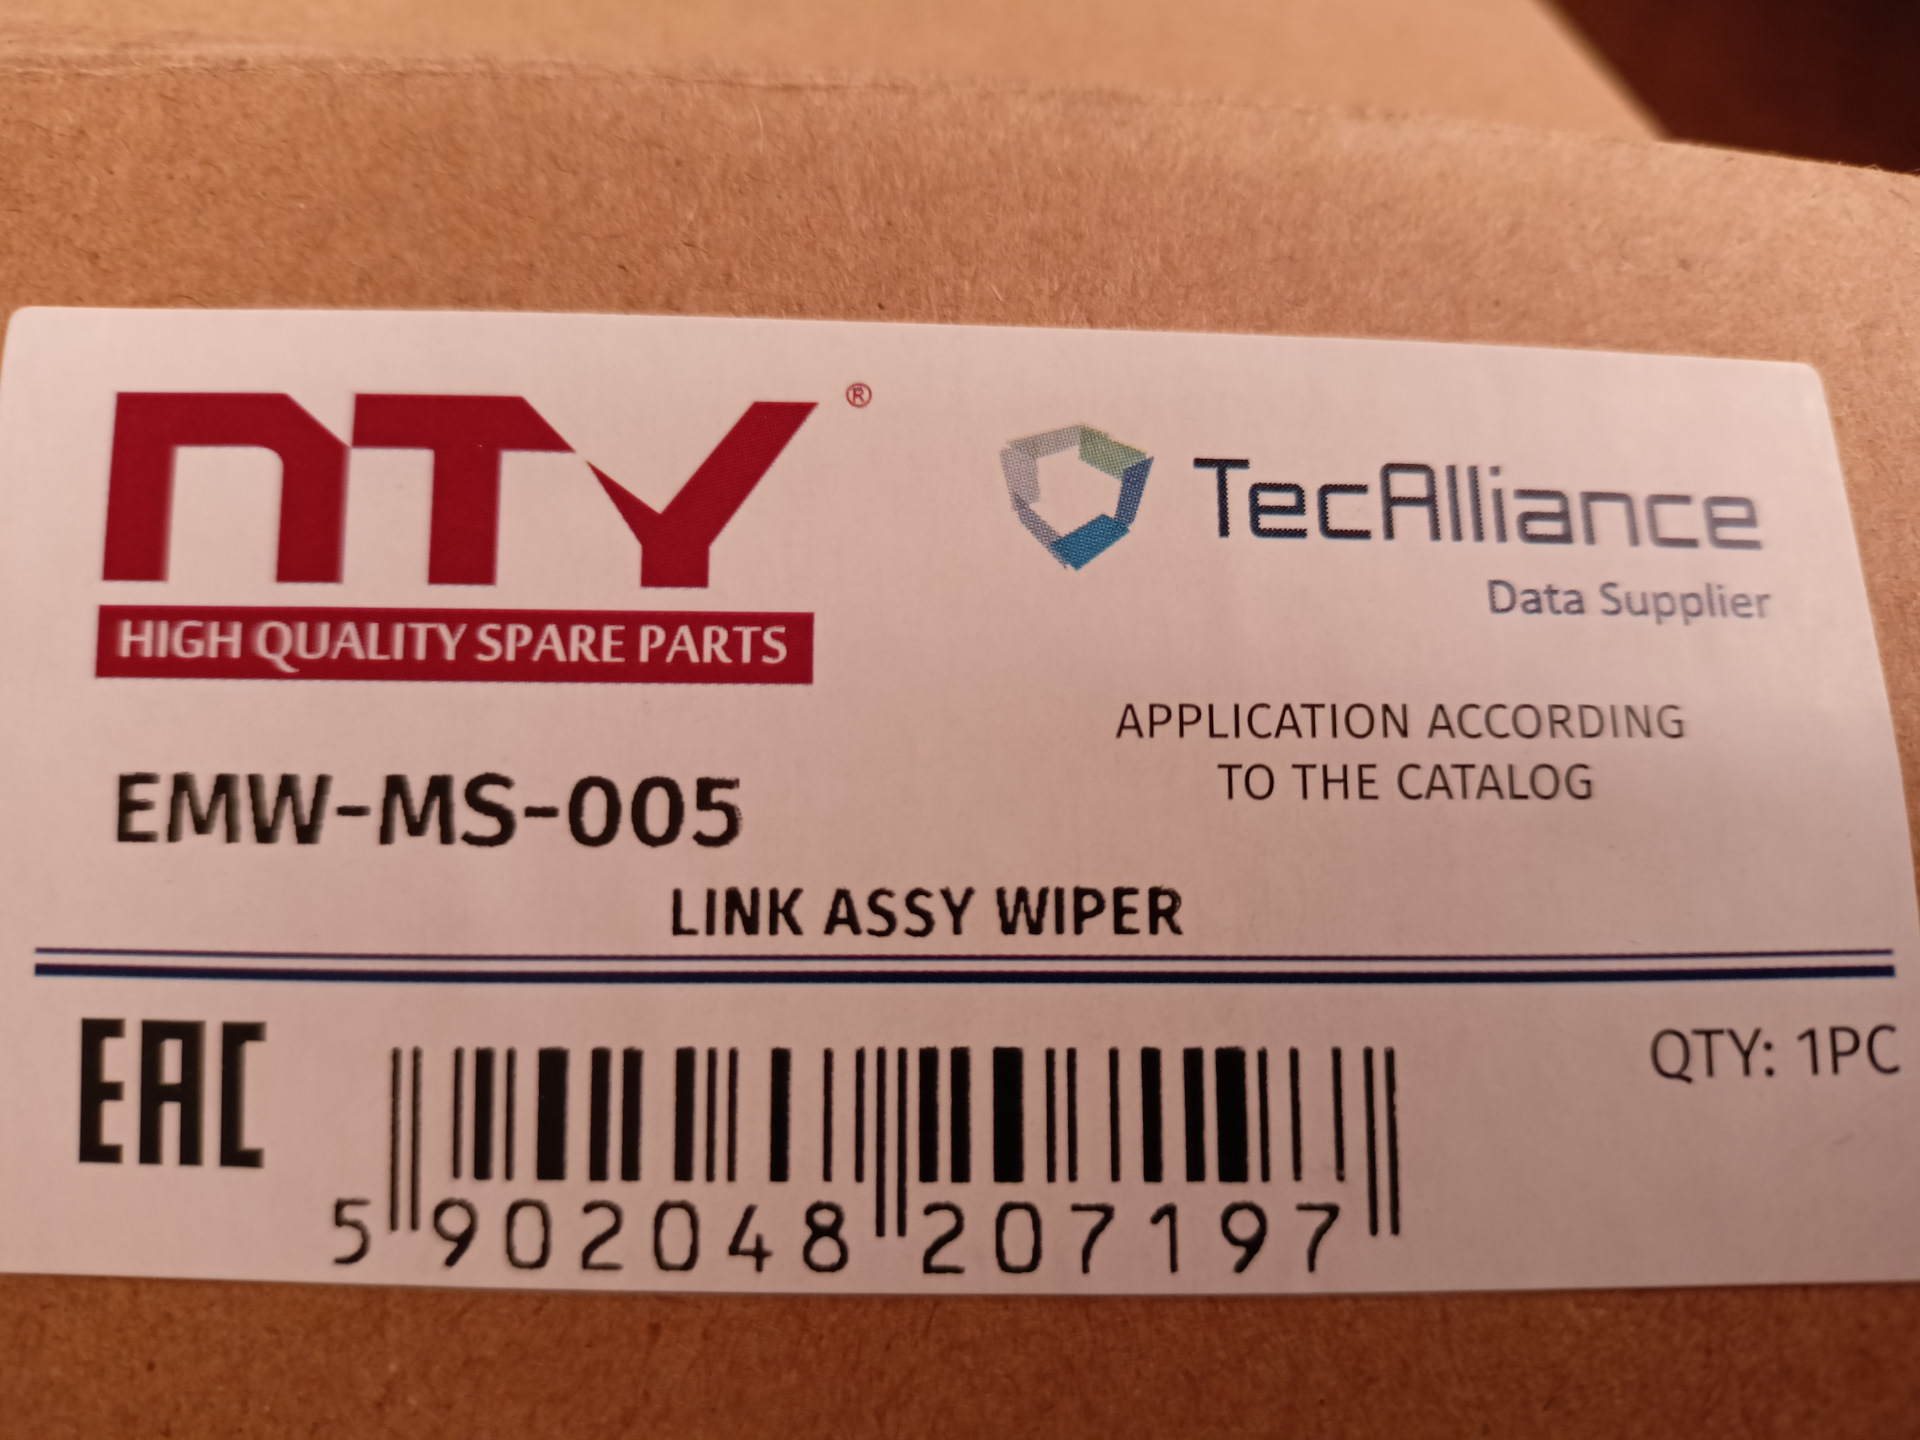 NTY®
HIGH QUALITY SPARE PARTS
TecAlliance
Data Supplier
APPLICATION ACCORDING
TO THE CATALOG
EMW-MS-005
LINK ASSY WIPER
EAC
QTY: 1PC
5 902048 207197